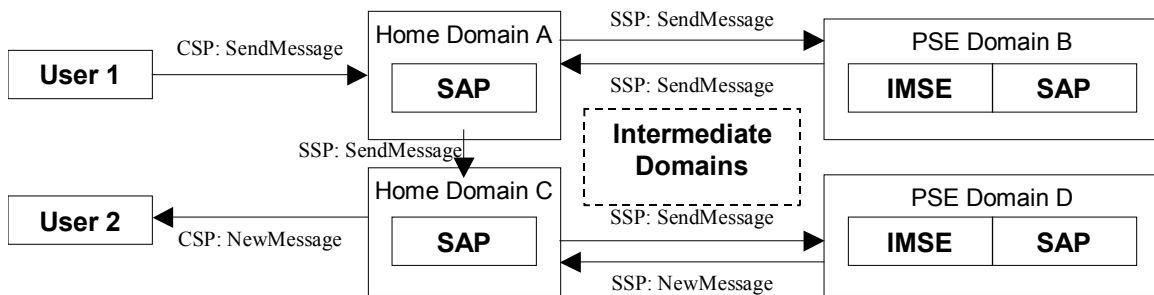 SSP: SendMessage
CSP: SendMessage
Home Domain A
PSE Domain B
User 1
SAP
SSP: SendMessage
IMSE
SAP
Intermediate
Domains
SSP: SendMessage
Home Domain C
PSE Domain D
User 2
SSP: SendMessage
CSP: NewMessage
SAP
IMSE
SAP
SSP: NewMessage